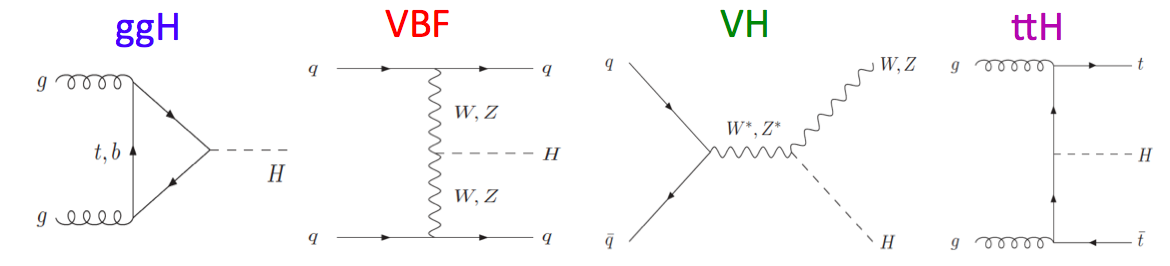 ggH
VBF
VH
ttH
g
t, b
g
H
q
q
W, Z
H
W, Z
q
q
q
W, Z
W*, Z*
q̄
H
g
t
H
g
t̄